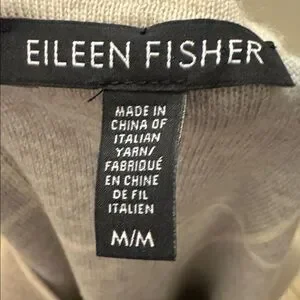 EILEEN FISHER
MADE IN
CHINA OF
ITALIAN
YARN/
FABRIQUÉ
EN CHINE
DE FIL
ITALIEN
M/M